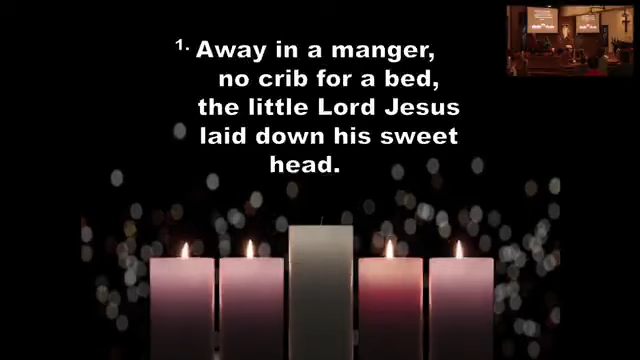 1. Away in a manger,
no crib for a bed,
the little Lord Jesus
laid down his sweet
head.